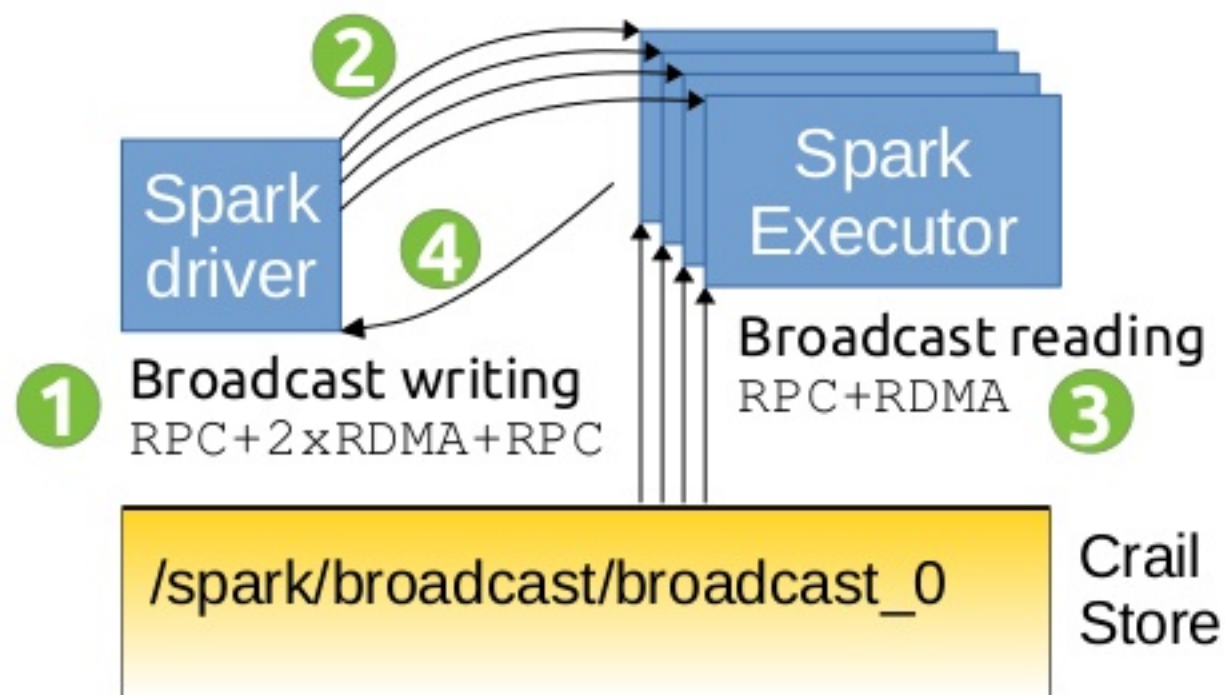 2
Spark
driver
Spark
Executor
4
1
Broadcast writing
RPC+2xRDMA+RPC
Broadcast reading
RPC+RDMA
3
/spark/broadcast/broadcast_0
Crail
Store